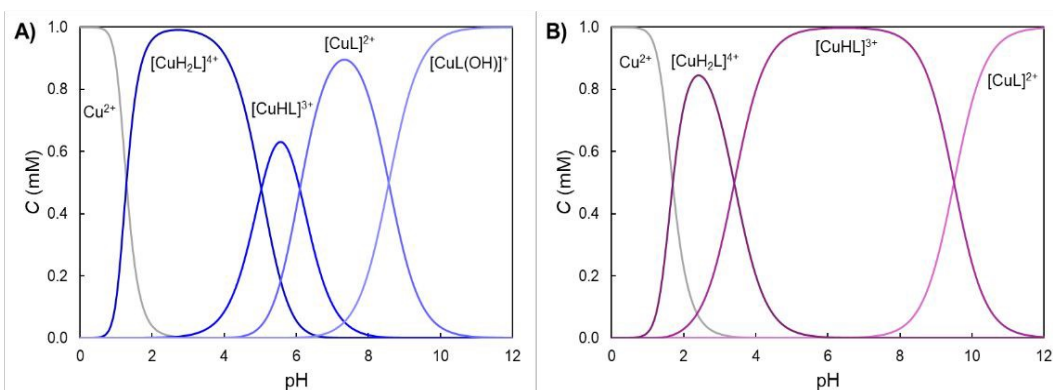 A)
1.0
0.8
0.6
0.4
0.2
0.0
C (mM)
Cu²⁺
[CuH₂L]⁴⁺
[CuHL]³⁺
[CuL]²⁺
[CuL(OH)]⁺
0 2 4 6 8 10 12
pH
B)
1.0
0.8
0.6
0.4
0.2
0.0
C (mM)
Cu²⁺
[CuH₂L]⁴⁺
[CuHL]³⁺
[CuL]²⁺
0 2 4 6 8 10 12
pH